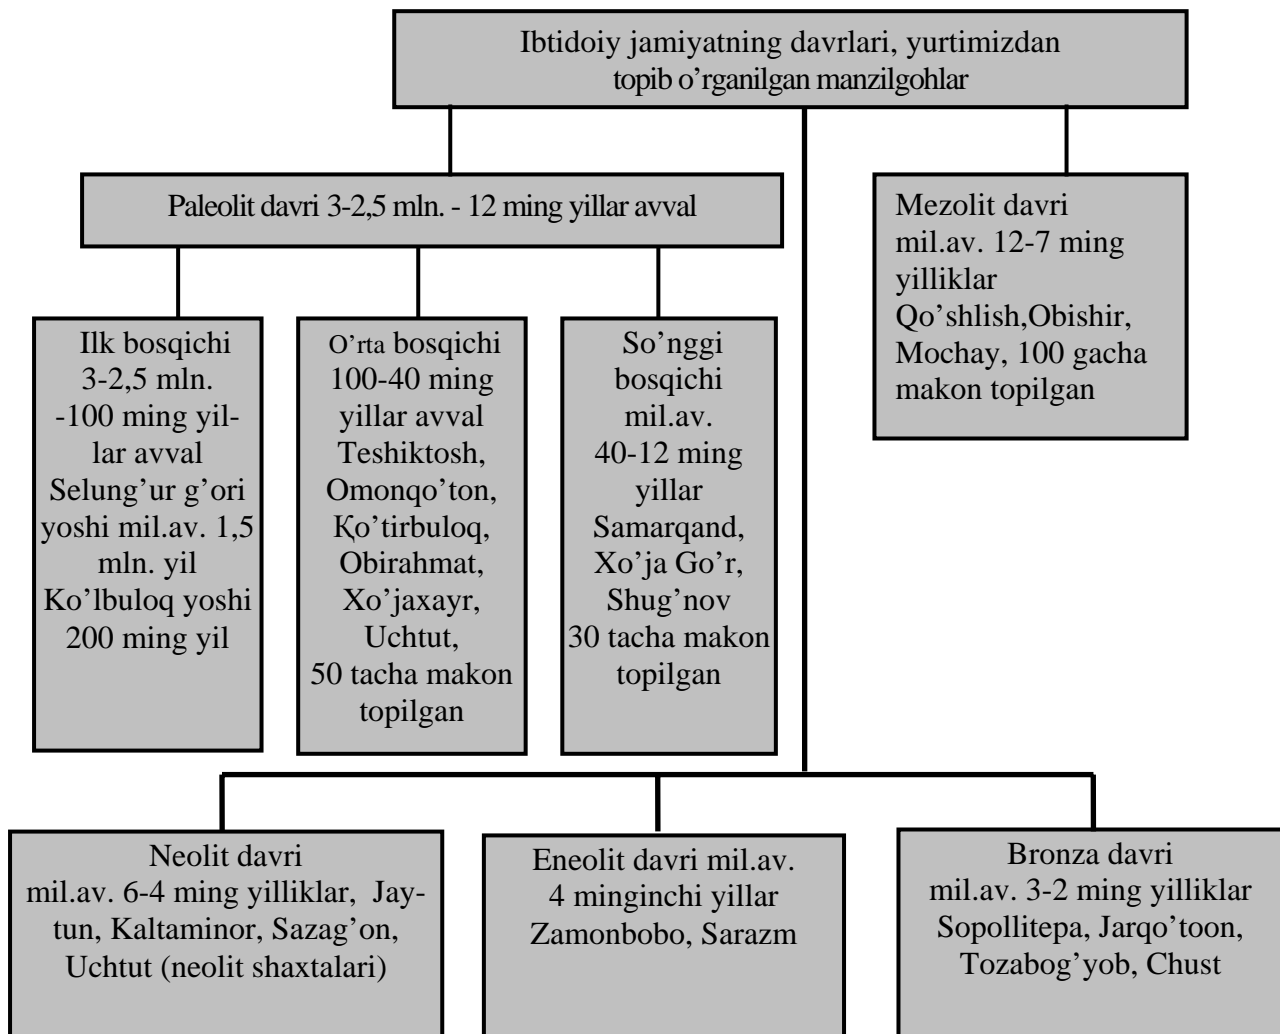 Ibtidoiy jamiyatning davrlari, yurtimizdan
topib o’rganilgan manzilgohlar
Paleolit davri 3-2,5 mln. - 12 ming yillar avval
Mezolit davri
mil.av. 12-7 ming
yilliklar
Qo’shlish,Obishir,
Mochay, 100 gacha
makon topilgan
Ilk bosqichi
3-2,5 mln.
-100 ming yil-
lar avval
Selung’ur g’ori
yoshi mil.av. 1,5
mln. yil
Ko’lbuloq yoshi
200 ming yil
O’rta bosqichi
100-40 ming
yillar avval
Teshiktosh,
Omonqo’ton,
Қo’tirbuloq,
Obirahmat,
Xo’jaxayr,
Uchtut,
50 tacha makon
topilgan
So’nggi
bosqichi
mil.av.
40-12 ming
yillar
Samarqand,
Xo’ja Go’r,
Shug’nov
30 tacha makon
topilgan
Neolit davri
mil.av. 6-4 ming yilliklar, Jay-
tun, Kaltaminor, Sazag’on,
Uchtut (neolit shaxtalari)
Eneolit davri mil.av.
4 minginchi yillar
Zamonbobo, Sarazm
Bronza davri
mil.av. 3-2 ming yilliklar
Sopollitepa, Jarqo’toon,
Tozabog’yob, Chust